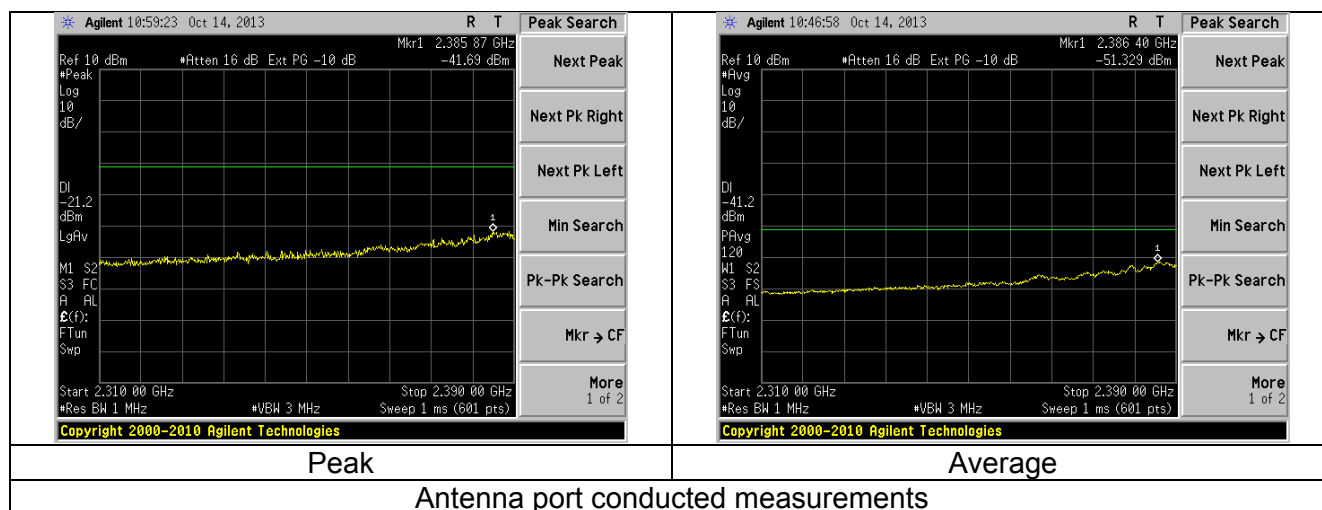 Agilent 10:59:23 Oct 14, 2013 R T Peak Search
Mkr1 2.385 87 GHz
Ref 10 dBm #Atten 16 dB Ext PG -10 dB -41.69 dBm
#Peak
Log
10
dB/
DI
-21.2
dBm
LgAv
M1 S2
S3 FC
A AL
£(f):
FTun
Swp
1
Start 2.310 00 GHz Stop 2.390 00 GHz
#Res BW 1 MHz #VBW 3 MHz Sweep 1 ms (601 pts)
Copyright 2000-2010 Agilent Technologies
Next Peak
Next Pk Right
Next Pk Left
Min Search
Pk-Pk Search
Mkr → CF
More
1 of 2
Peak
Agilent 10:46:58 Oct 14, 2013 R T Peak Search
Mkr1 2.386 40 GHz
Ref 10 dBm #Atten 16 dB Ext PG -10 dB -51.329 dBm
#Avg
Log
10
dB/
DI
-41.2
dBm
PAvg
120
W1 S2
S3 FS
A AL
£(f):
FTun
Swp
1
Start 2.310 00 GHz Stop 2.390 00 GHz
#Res BW 1 MHz #VBW 3 MHz Sweep 1 ms (601 pts)
Copyright 2000-2010 Agilent Technologies
Next Peak
Next Pk Right
Next Pk Left
Min Search
Pk-Pk Search
Mkr → CF
More
1 of 2
Average
Antenna port conducted measurements